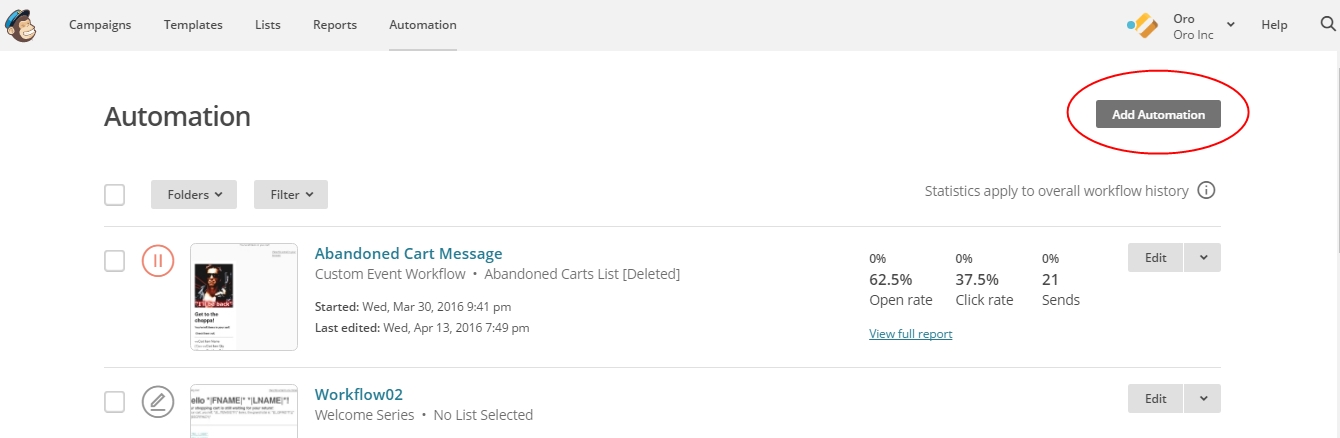 Campaigns Templates Lists Reports Automation Oro Help
Oro Inc
Automation
Add Automation
Folders Filter Statistics apply to overall workflow history
Abandoned Cart Message
Custom Event Workflow • Abandoned Carts List [Deleted]
Started: Wed, Mar 30, 2016 9:41 pm
Last edited: Wed, Apr 13, 2016 7:49 pm
0% 0% 0%
62.5% 37.5% 21
Open rate Click rate Sends
View full report
Edit
"I'll be back"
Get to the
choppa!
Workflow02
Welcome Series • No List Selected
Edit
ello "|FNAME|" "|LNAME|"!